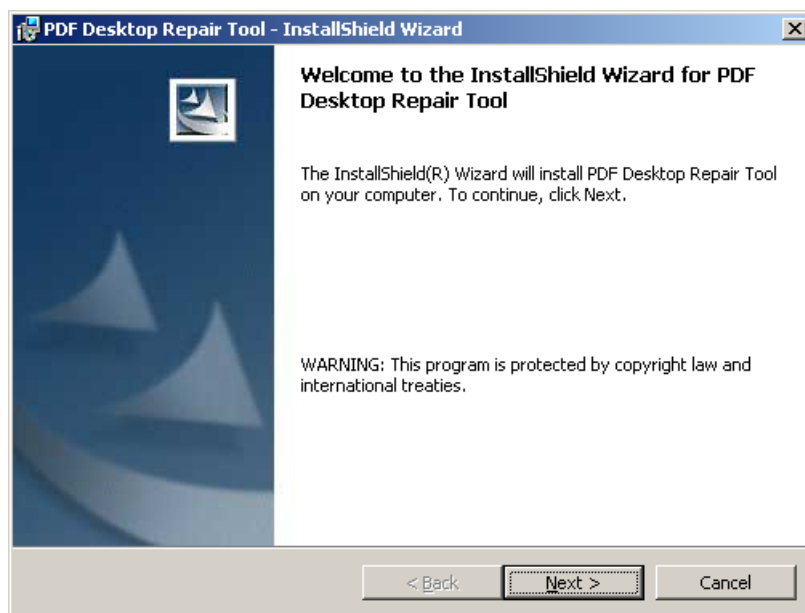 PDF Desktop Repair Tool - InstallShield Wizard
Welcome to the InstallShield Wizard for PDF
Desktop Repair Tool
The InstallShield(R) Wizard will install PDF Desktop Repair Tool
on your computer. To continue, click Next.
WARNING: This program is protected by copyright law and
international treaties.
< Back Next > Cancel